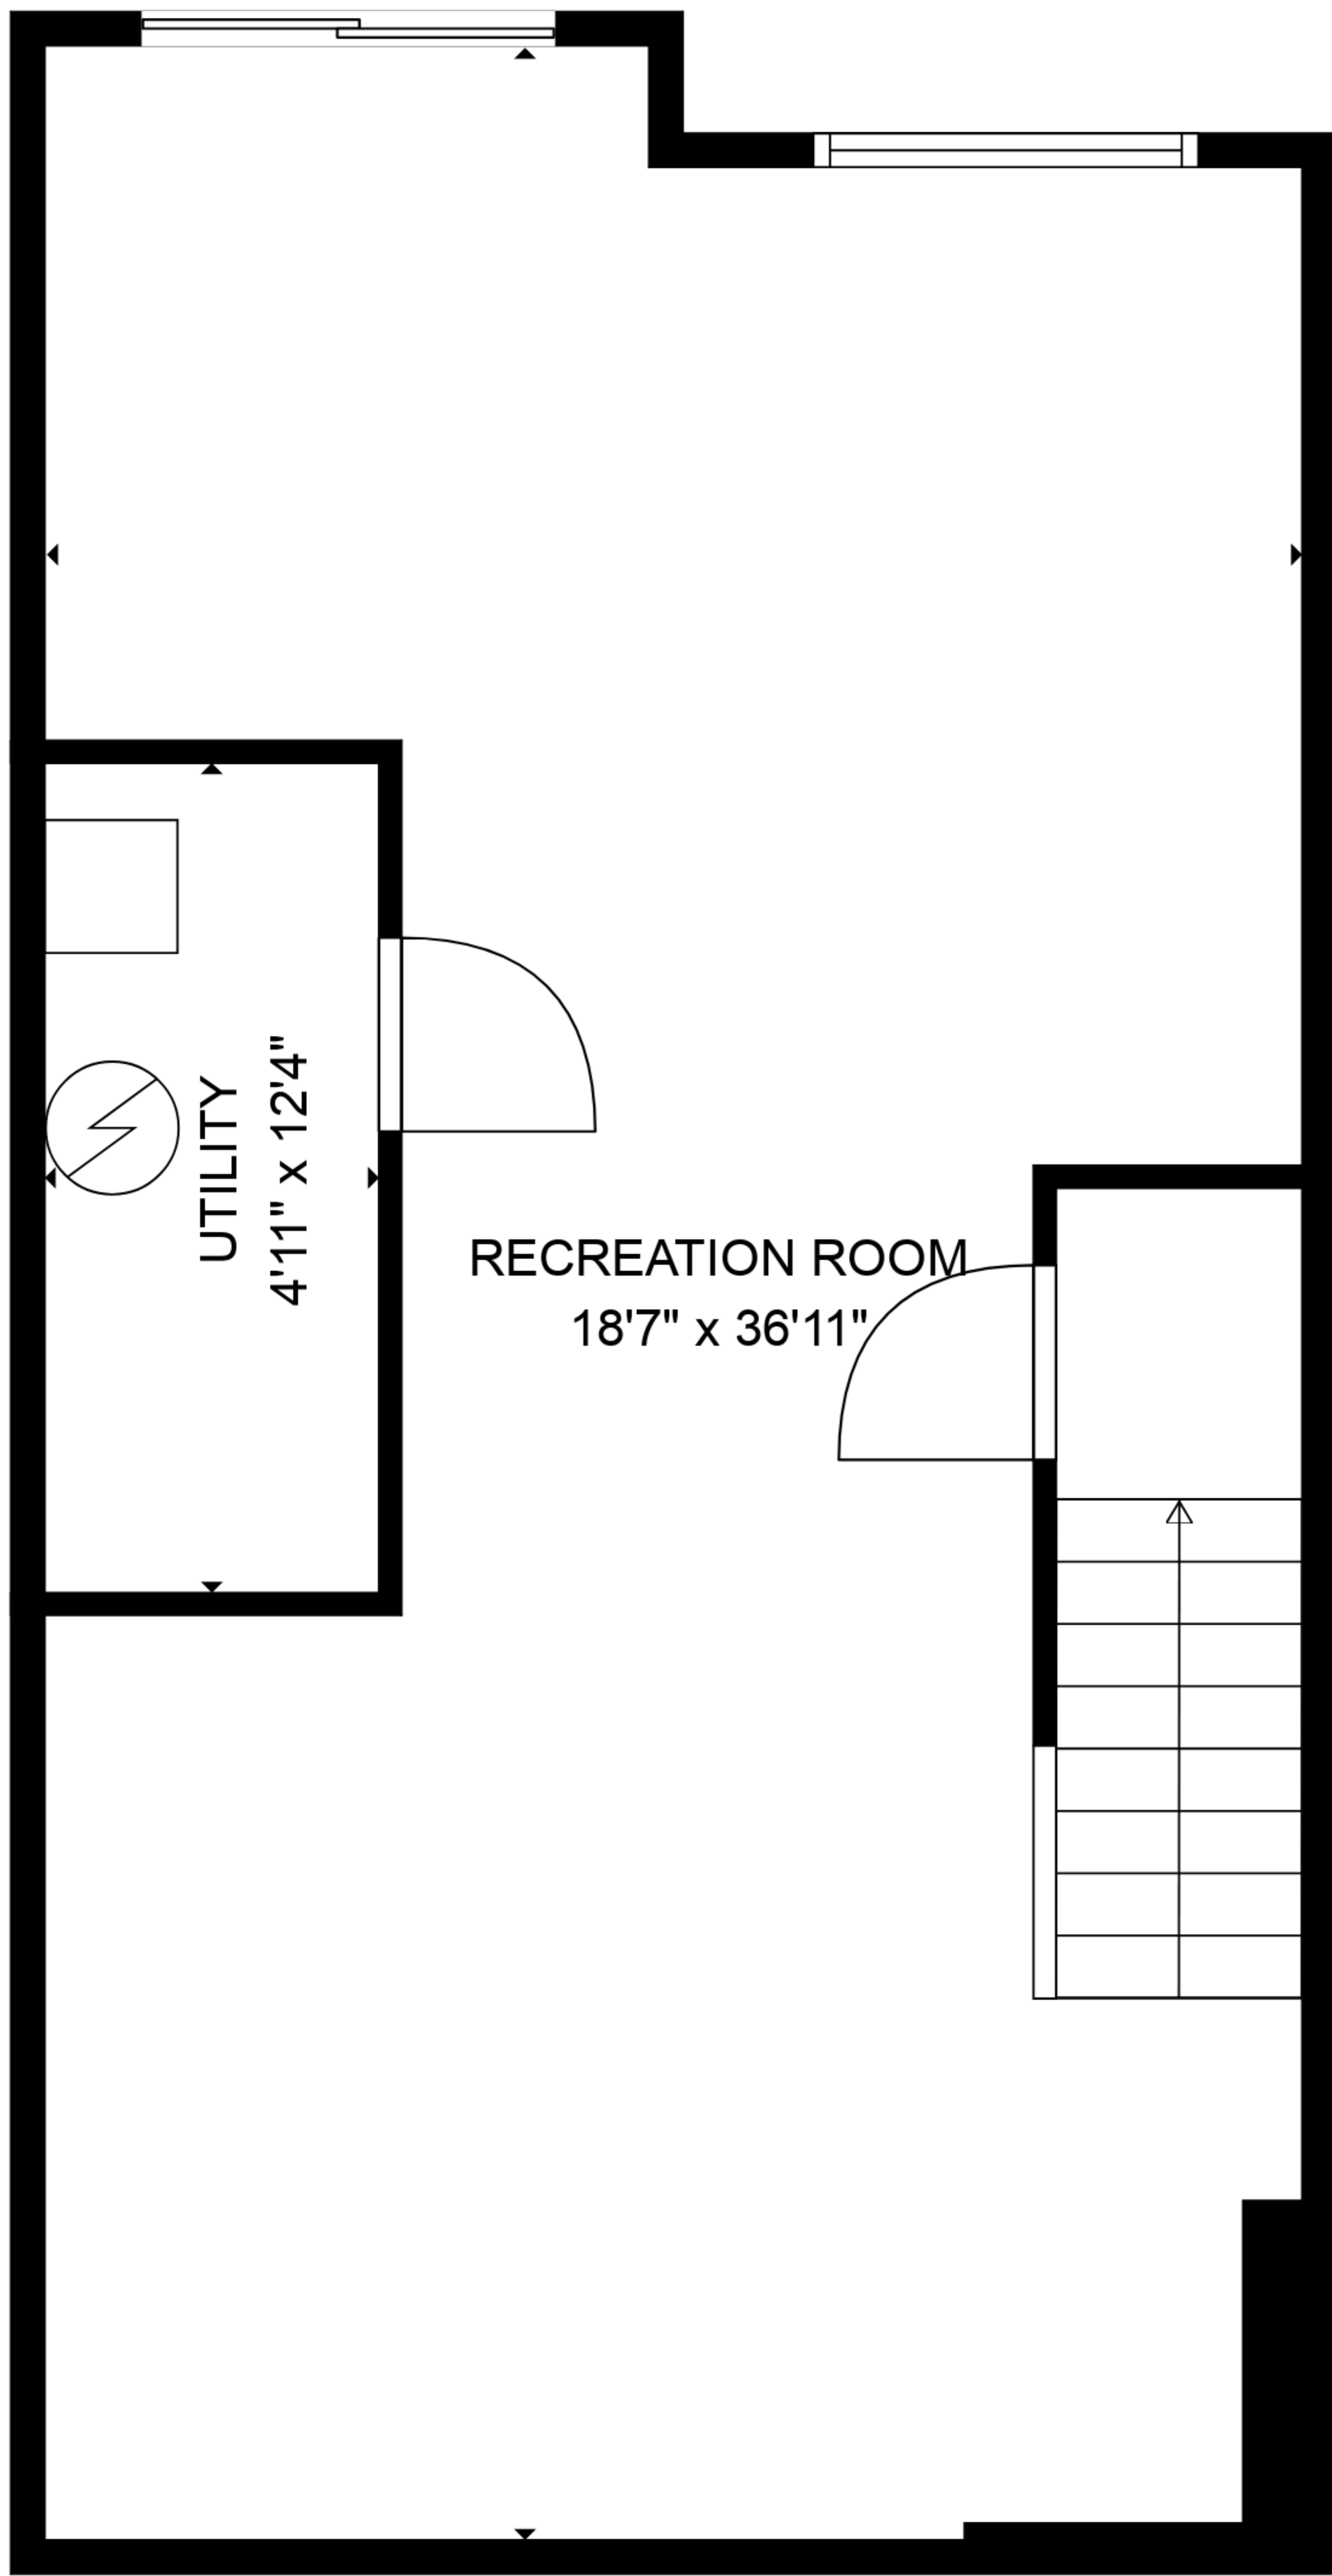 UTILITY
4'11" x 12'4"
RECREATION ROOM
18'7" x 36'11"